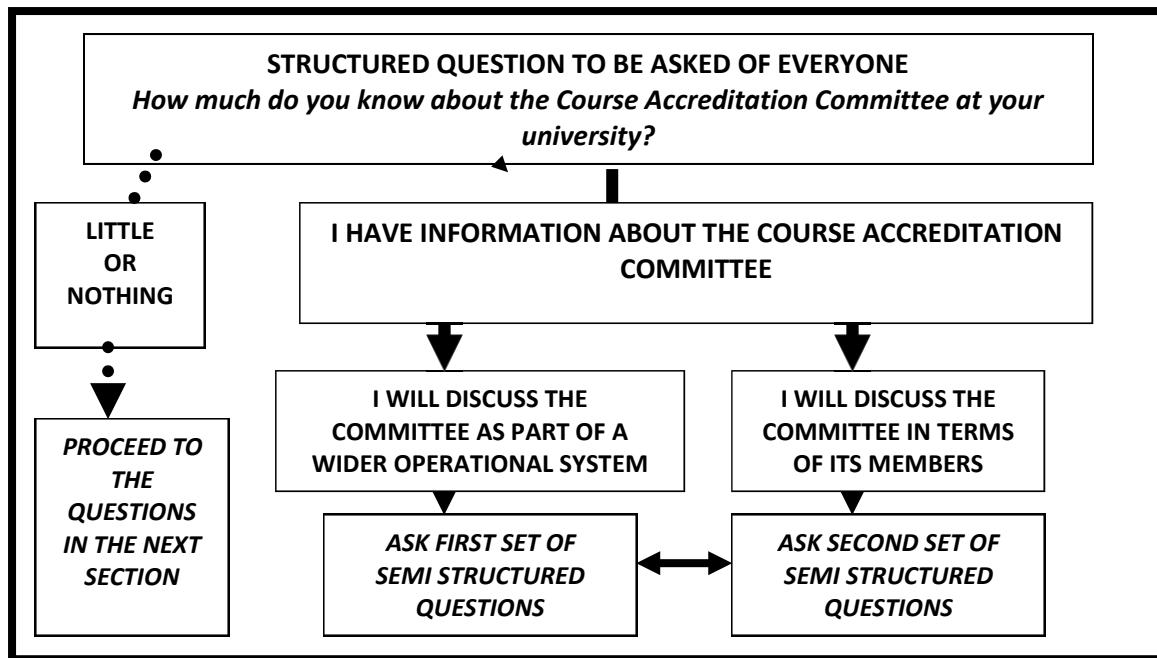 STRUCTURED QUESTION TO BE ASKED OF EVERYONE
How much do you know about the Course Accreditation Committee at your
university?
LITTLE
OR
NOTHING
I HAVE INFORMATION ABOUT THE COURSE ACCREDITATION
COMMITTEE
I WILL DISCUSS THE
COMMITTEE AS PART OF A
WIDER OPERATIONAL SYSTEM
I WILL DISCUSS THE
COMMITTEE IN TERMS
OF ITS MEMBERS
PROCEED TO
THE
QUESTIONS
IN THE NEXT
SECTION
ASK FIRST SET OF
SEMI STRUCTURED
QUESTIONS
ASK SECOND SET OF
SEMI STRUCTURED
QUESTIONS